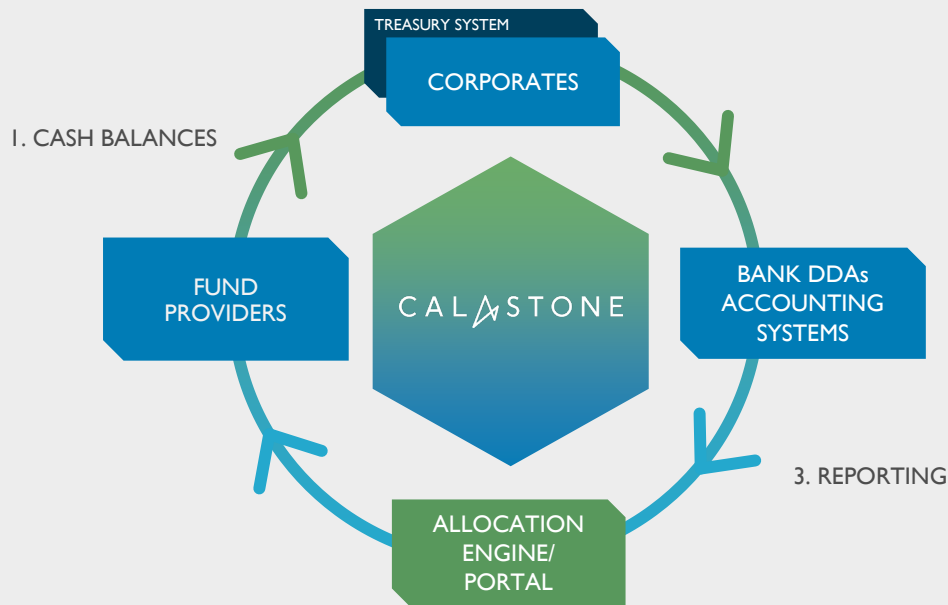 TREASURY SYSTEM
CORPORATES
1. CASH BALANCES
FUND
PROVIDERS
CALASTONE
BANK DDAs
ACCOUNTING
SYSTEMS
3. REPORTING
ALLOCATION
ENGINE/
PORTAL